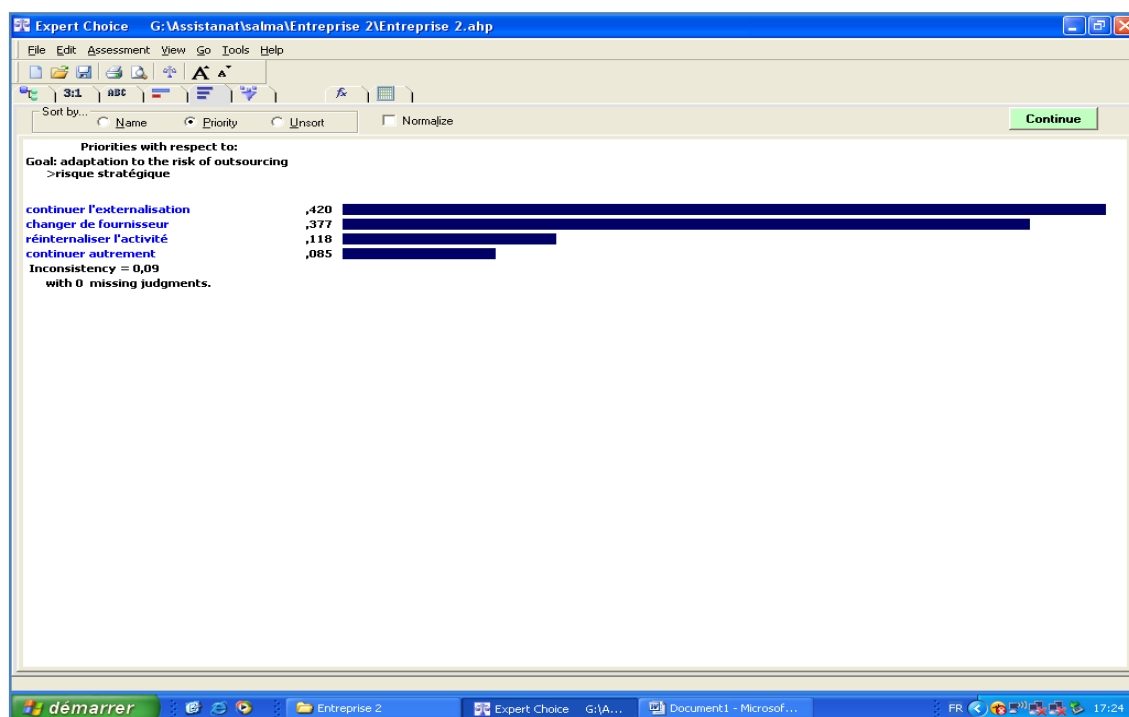 Expert Choice G:\Assistanat\salma\Entreprise 2\Entreprise 2.ahp
File Edit Assessment View Go Tools Help
A A
3:1 ABC fx
Sort by... Name Priority Unsort Normalize Continue
Priorities with respect to:
Goal: adaptation to the risk of outsourcing
>risque stratégique
continuer l'externalisation ,420
changer de fournisseur ,377
réinternaliser l'activité ,118
continuer autrement ,085
Inconsistency = 0,09
with 0 missing judgments.
démarrer Entreprise 2 Expert Choice G:\A... Document1 - Microsof... FR 17:24